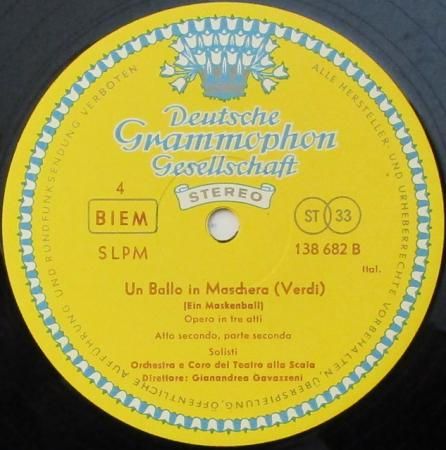 Deutsche
Grammophon
Gesellschaft
STEREO
4
BIEM
SLPM
ST 33
138 682 B
Ital.
Un Ballo in Maschera (Verdi)
(Ein Maskenball)
Opera in tre atti
Atto secondo, parte seconda
Solisti
Orchestra e Coro del Teatro alla Scala
Direttore: Gianandrea Gavazzeni
ALLE HERSTELLER- UND URHEBERRECHTE VORBEHALTEN, ÜBERSPIELUNG, ÖFFENTLICHE AUFFÜHRUNG UND RUNDFUNKSENDUNG VERBOTEN